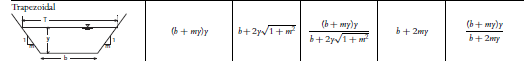 Trapezoidal
T
1 m y 1 m
b
(b + my)y
b + 2y√1 + m²
(b + my)y / b + 2y√1 + m²
b + 2my
(b + my)y / b + 2my